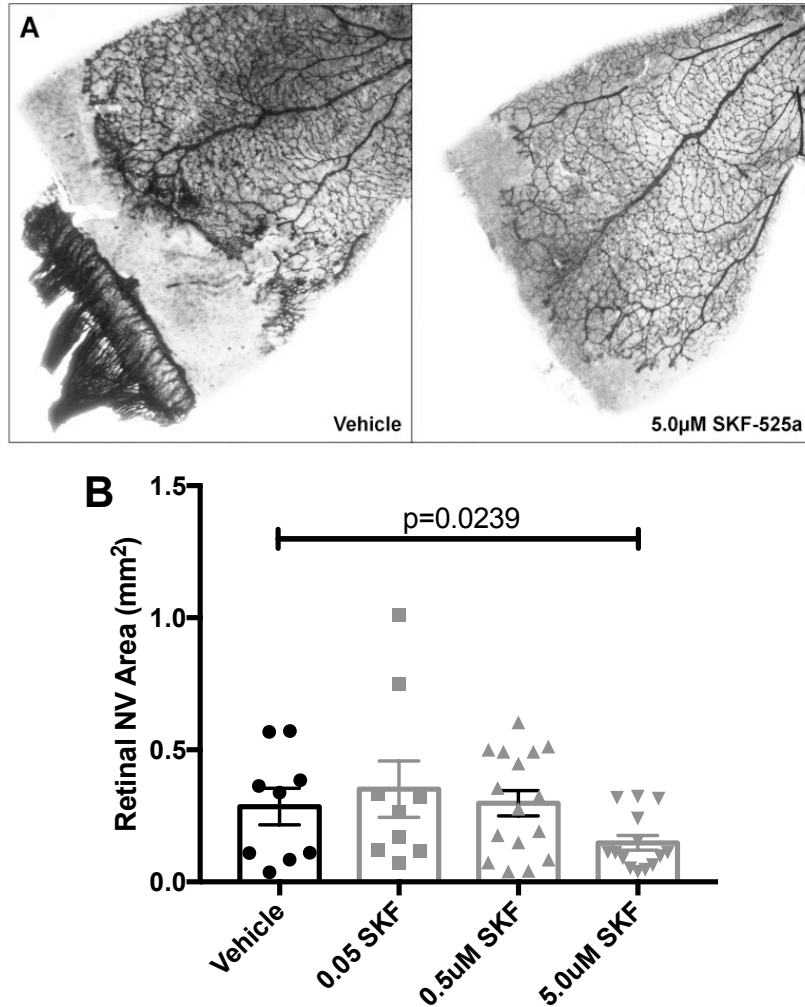 A
Vehicle
5.0µM SKF-525a
B
p=0.0239
Retinal NV Area (mm²)
1.5
1.0
0.5
0.0
Vehicle
0.05 SKF
0.5uM SKF
5.0uM SKF